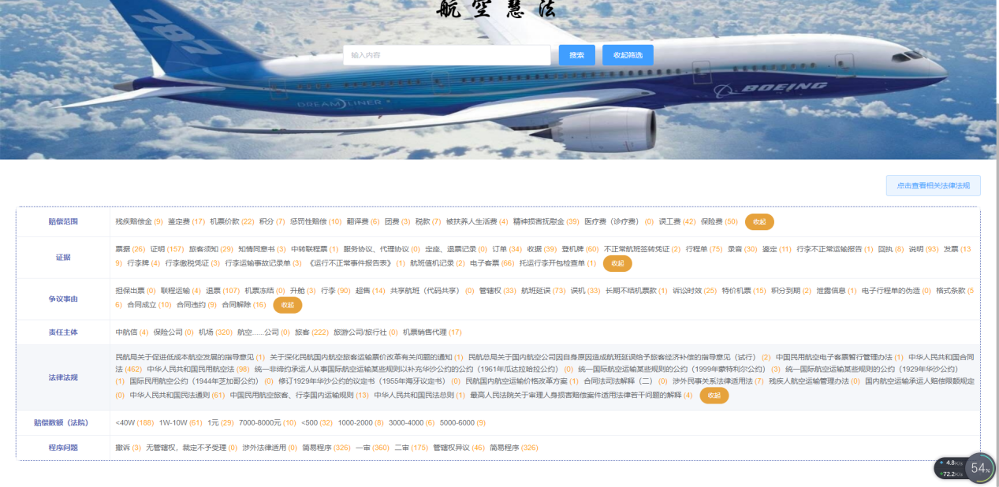 航空慧法
787
输入内容
搜索
收起筛选
DREAMLINER
BOEING
点击查看相关法律法规
赔偿范围
残疾赔偿金 (9) 鉴定费 (17) 机票价款 (22) 积分 (7) 惩罚性赔偿 (10) 翻译费 (6) 团费 (3) 税款 (7) 被扶养人生活费 (4) 精神损害抚慰金 (39) 医疗费（诊疗费） (0) 误工费 (42) 保险费 (50) 收起
证据
票据 (26) 证明 (157) 旅客须知 (29) 知情同意书 (3) 中转联程票 (1) 服务协议、代理协议 (0) 定座、退票记录 (0) 订单 (34) 收据 (39) 登机牌 (60) 不正常航班签转凭证 (2) 行程单 (75) 录音 (30) 鉴定 (11) 行李不正常运输报告 (1) 回执 (8) 说明 (93) 发票 (13
9) 行李牌 (4) 行李缴税凭证 (3) 行李运输事故记录单 (3) 《运行不正常事件报告表》 (1) 航班值机记录 (2) 电子客票 (66) 托运行李开包检查单 (1) 收起
争议事由
担保出票 (0) 联程运输 (4) 退票 (107) 机票冻结 (0) 升舱 (3) 行李 (90) 超售 (14) 共享航班（代码共享） (0) 管辖权 (33) 航班延误 (73) 误机 (33) 长期不结机票款 (1) 诉讼时效 (25) 特价机票 (15) 积分到期 (2) 泄露信息 (1) 电子行程单的伪造 (0) 格式条款 (5
6) 合同成立 (10) 合同违约 (9) 合同解除 (16) 收起
责任主体
中航信 (4) 保险公司 (0) 机场 (320) 航空......公司 (0) 旅客 (222) 旅游公司/旅行社 (0) 机票销售代理 (17)
法律法规
民航局关于促进低成本航空发展的指导意见 (1) 关于深化民航国内航空旅客运输票价改革有关问题的通知 (1) 民航总局关于国内航空公司因自身原因造成航班延误给予旅客经济补偿的指导意见（试行） (2) 中国民用航空电子客票暂行管理办法 (1) 中华人民共和国合同
法 (462) 中华人民共和国民用航空法 (98) 统一非缔约承运人从事国际航空运输某些规则以补充华沙公约的公约（1961年瓜达拉哈拉公约） (0) 统一国际航空运输某些规则的公约（1999年蒙特利尔公约） (3) 统一国际航空运输某些规则的公约（1929年华沙公约）
(1) 国际民用航空公约（1944年芝加哥公约） (0) 修订1929年华沙公约的议定书（1955年海牙议定书） (0) 民航国内航空运输价格改革方案 (1) 合同法司法解释（二） (0) 涉外民事关系法律适用法 (7) 残疾人航空运输管理办法 (0) 国内航空运输承运人赔偿限额规定
(0) 中华人民共和国民法通则 (61) 中国民用航空旅客、行李国内运输规则 (13) 中华人民共和国民法总则 (1) 最高人民法院关于审理人身损害赔偿案件适用法律若干问题的解释 (4) 收起
赔偿数额（法院）
<40W (188) 1W-10W (61) 1元 (29) 7000-8000元 (10) <500 (32) 1000-2000 (8) 3000-4000 (6) 5000-6000 (9)
程序问题
撤诉 (3) 无管辖权，裁定不予受理 (0) 涉外法律适用 (0) 简易程序 (326) 一审 (360) 二审 (175) 管辖权异议 (46) 简易程序 (326)
4.8K/s
+72.2K/s
54%